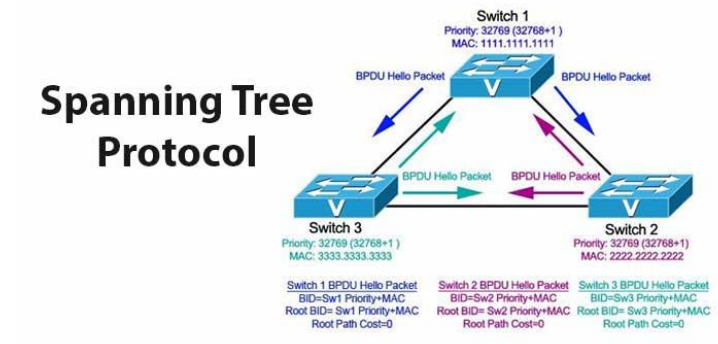 Spanning Tree
Protocol
Switch 1
Priority: 32769 (32768+1 )
MAC: 1111.1111.1111
BPDU Hello Packet
BPDU Hello Packet
BPDU Hello Packet
BPDU Hello Packet
Switch 3
Priority: 32769 (32768+1 )
MAC: 3333.3333.3333
Switch 2
Priority: 32769 (32768+1)
MAC: 2222.2222.2222
Switch 1 BPDU Hello Packet
BID=Sw1 Priority+MAC
Root BID= Sw1 Priority+MAC
Root Path Cost=0
Switch 2 BPDU Hello Packet
BID=Sw2 Priority+MAC
Root BID= Sw2 Priority+MAC
Root Path Cost=0
Switch 3 BPDU Hello Packet
BID=Sw3 Priority+MAC
Root BID= Sw3 Priority+MAC
Root Path Cost=0